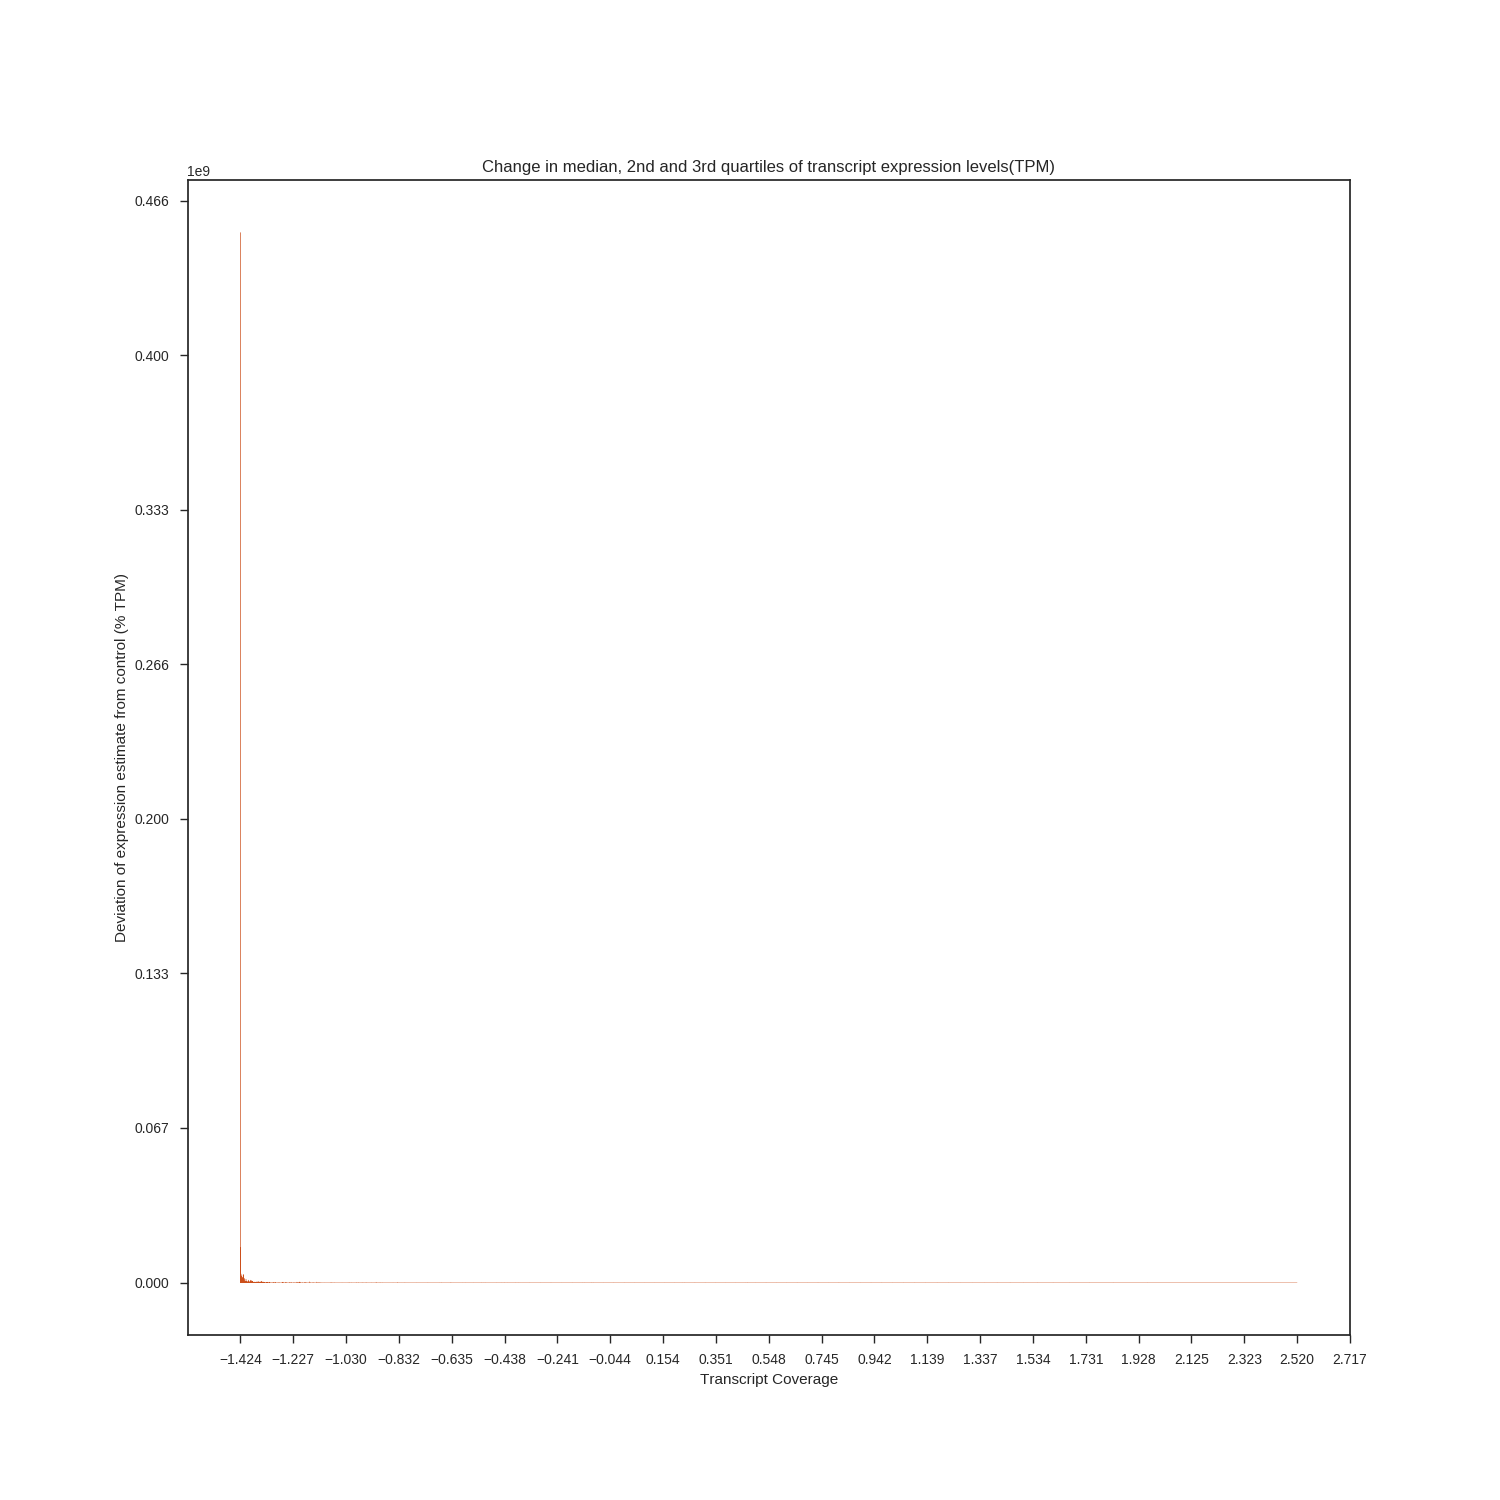 Change in median, 2nd and 3rd quartiles of transcript expression levels(TPM)
1e9
0.466
0.400
0.333
0.266
0.200
0.133
0.067
0.000
Deviation of expression estimate from control (% TPM)
−1.424 −1.227 −1.030 −0.832 −0.635 −0.438 −0.241 −0.044 0.154 0.351 0.548 0.745 0.942 1.139 1.337 1.534 1.731 1.928 2.125 2.323 2.520 2.717
Transcript Coverage